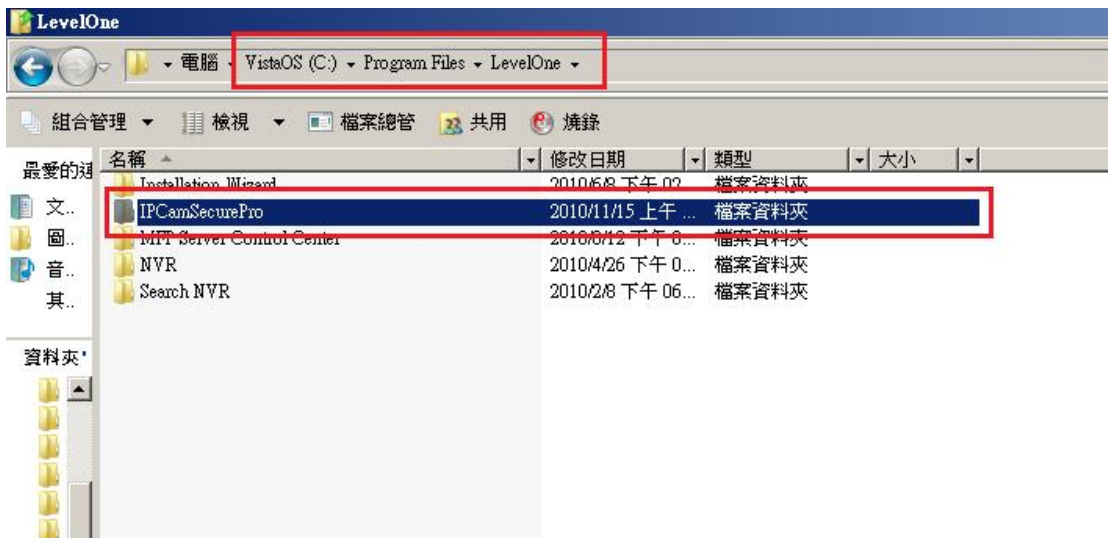 LevelOne
電腦 VistaOS (C:) Program Files LevelOne
組合管理 檢視 檔案總管 共用 燒錄
最愛的連
名稱 修改日期 類型 大小
Installation Wizard 2010/6/8 下午 02... 檔案資料夾
文..
IPCamSecurePro 2010/11/15 上午 ... 檔案資料夾
圖..
MFP Server Control Center 下午 0... 檔案資料夾
音..
NVR 2010/4/26 下午 0... 檔案資料夾
其..
Search NVR 2010/2/8 下午 06... 檔案資料夾
資料夾